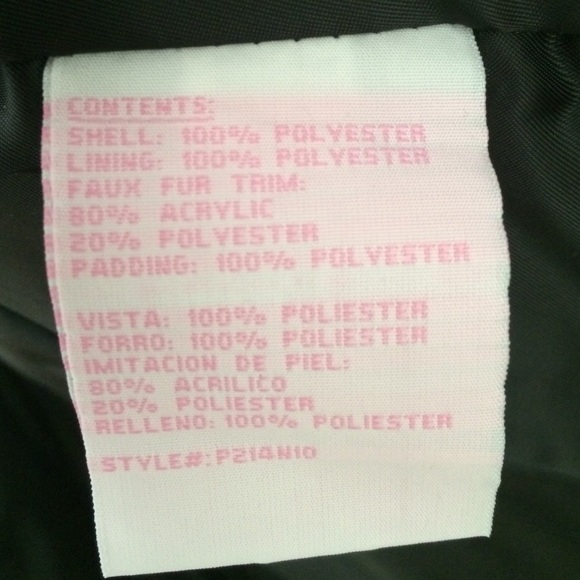 CONTENTS:
SHELL: 100% POLYESTER
LINING: 100% POLYESTER
FAUX FUR TRIM:
80% ACRYLIC
20% POLYESTER
PADDING: 100% POLYESTER
VISTA: 100% POLIESTER
FORRO: 100% POLIESTER
IMITACION DE PIEL:
80% ACRILICO
20% POLIESTER
RELLENO: 100% POLIESTER
STYLE#: P214N10